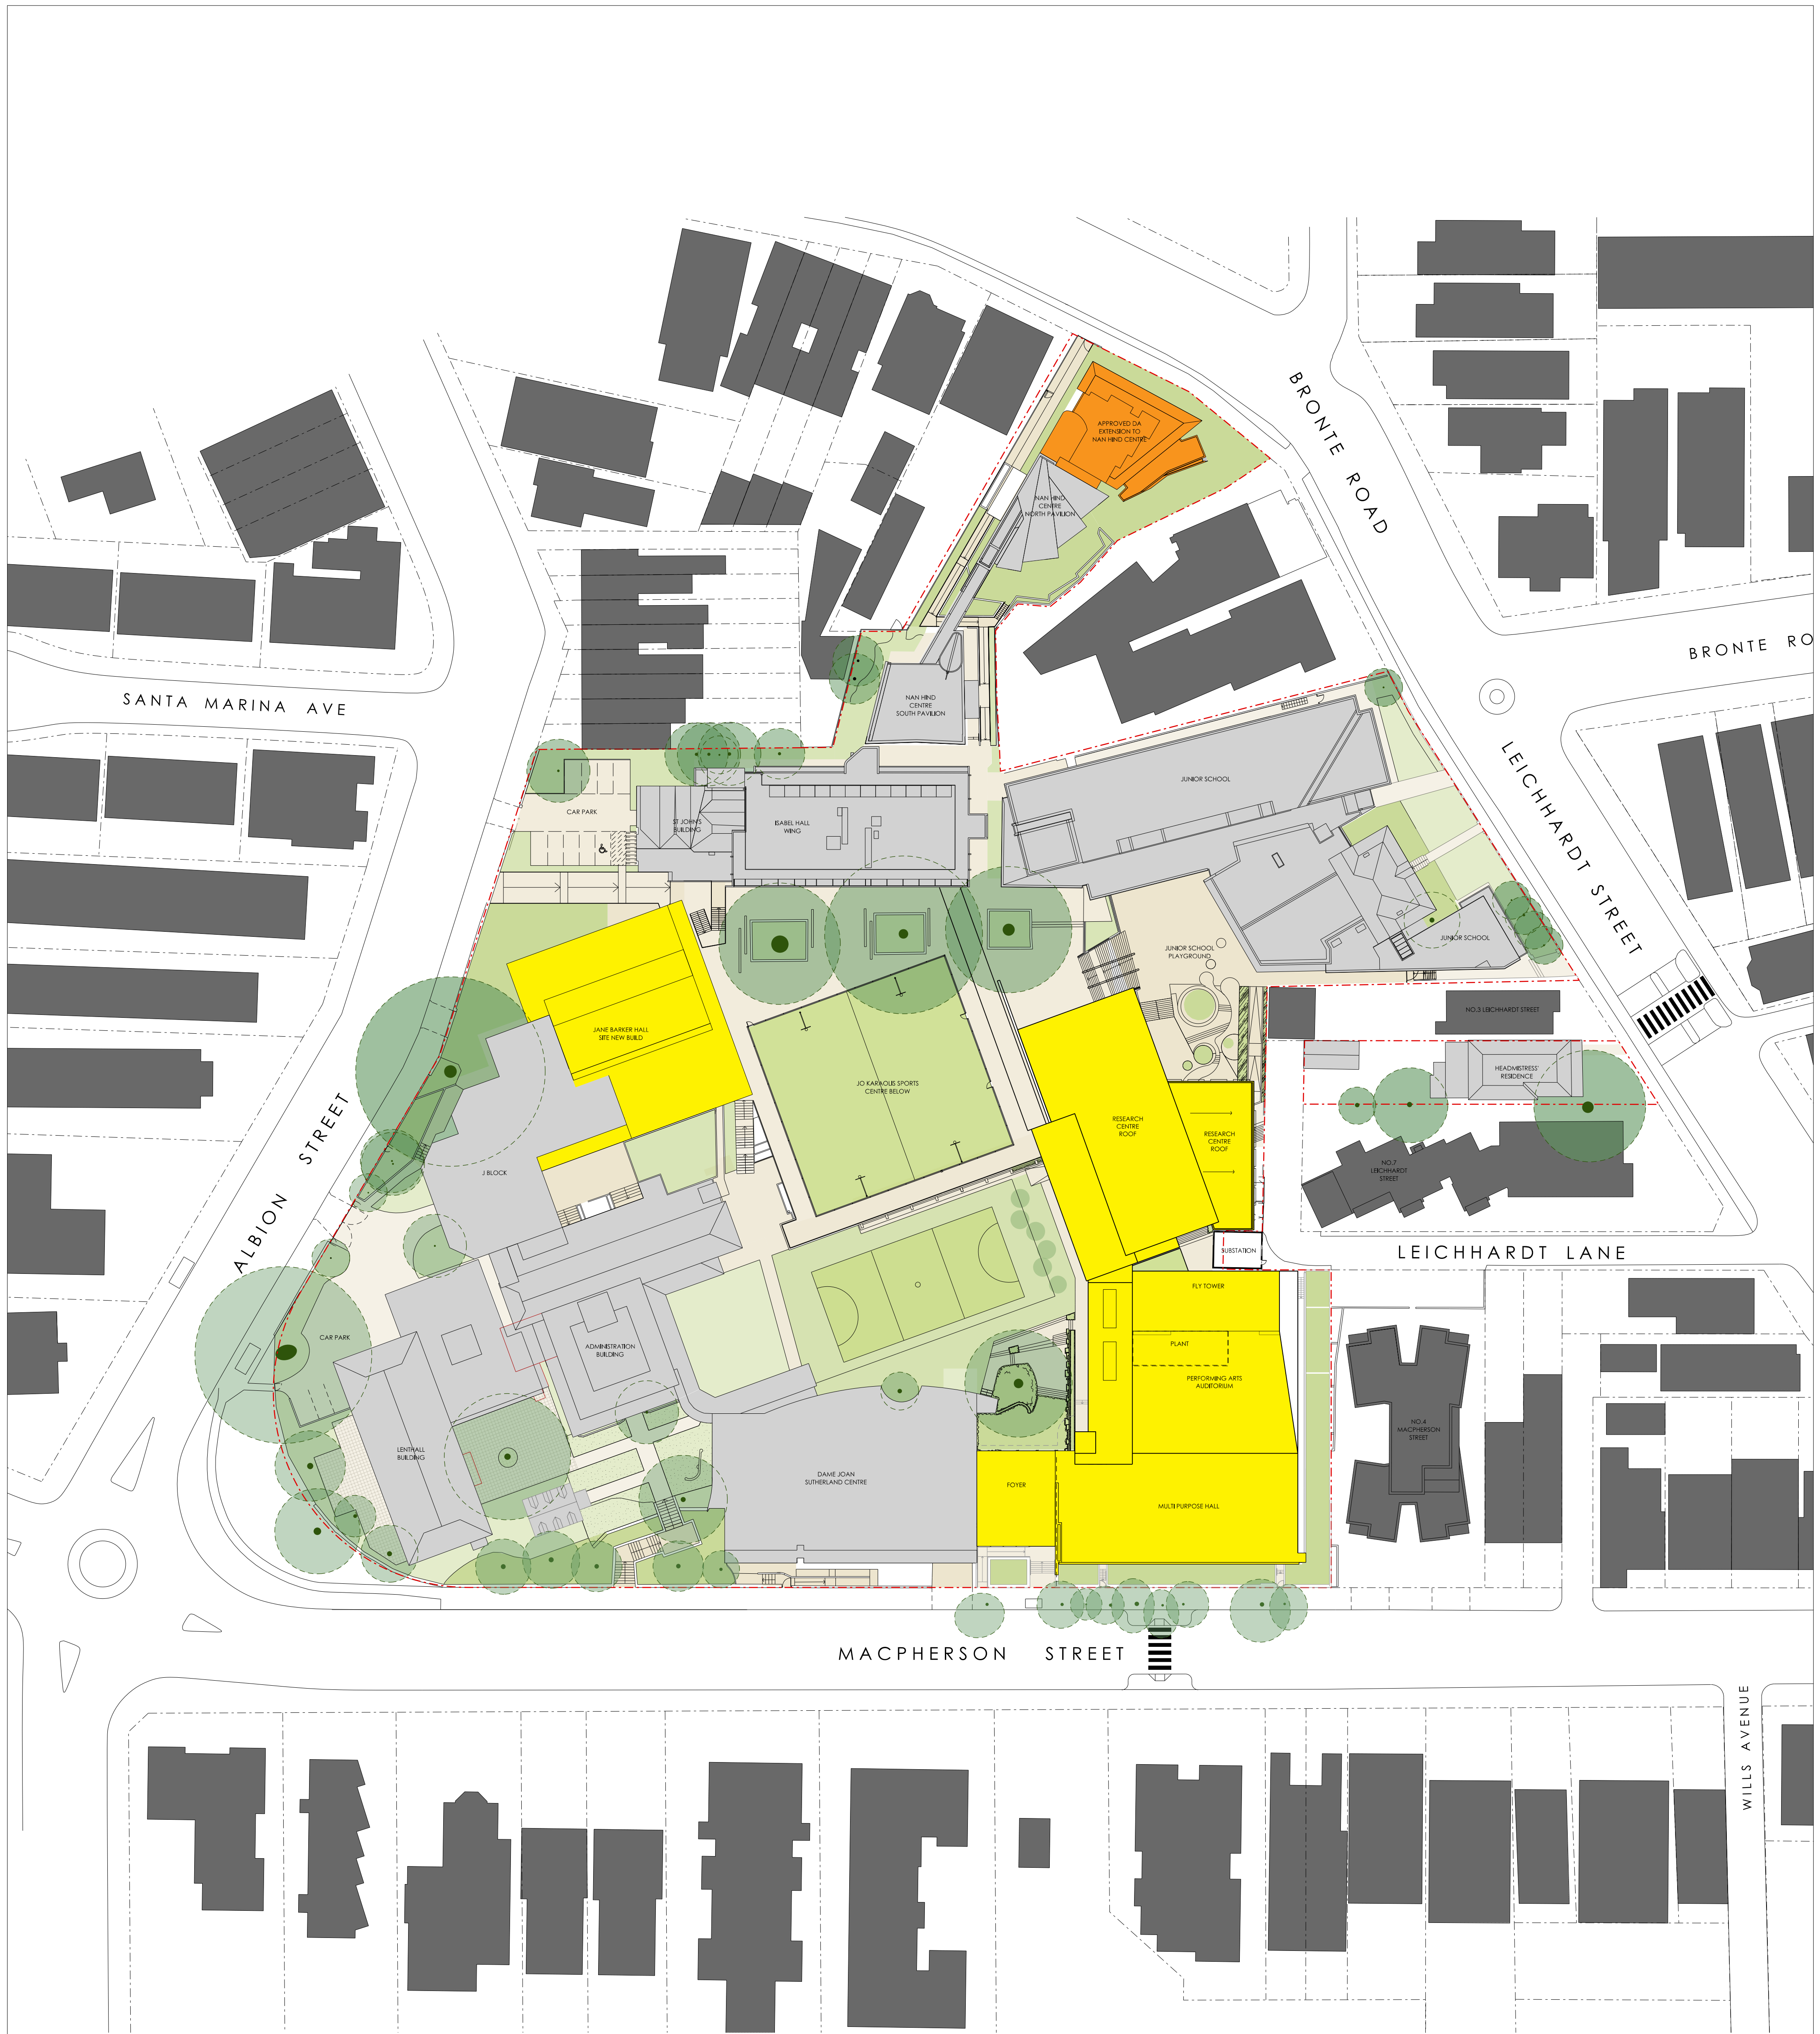 APPROVED DA
EXTENSION TO
NAN HIND CENTRE
BRONTE ROAD
NAN HIND
CENTRE
NORTH PAVILION
BRONTE RO
SANTA MARINA AVE
NAN HIND
CENTRE
SOUTH PAVILION
LEICHHARDT STREET
JUNIOR SCHOOL
CAR PARK
ST JOHNS
BUILDING
ISABEL HALL
WING
JUNIOR SCHOOL
JUNIOR SCHOOL
PLAYGROUND
NO.3 LEICHHARDT STREET
JANE BARKER HALL
SITE NEW BUILD
HEADMISTRESS'
RESIDENCE
JO KARAOLIS SPORTS
CENTRE BELOW
RESEARCH
CENTRE
ROOF
RESEARCH
CENTRE
ROOF
ALBION STREET
J BLOCK
NO.7
LEICHHARDT
STREET
SUBSTATION
LEICHHARDT LANE
FLY TOWER
CAR PARK
ADMINISTRATION
BUILDING
PLANT
PERFORMING ARTS
AUDITORIUM
NO.4
MACPHERSON
STREET
LENTHALL
BUILDING
DAME JOAN
SUTHERLAND CENTRE
FOYER
MULTI PURPOSE HALL
MACPHERSON STREET
WILLS AVENUE